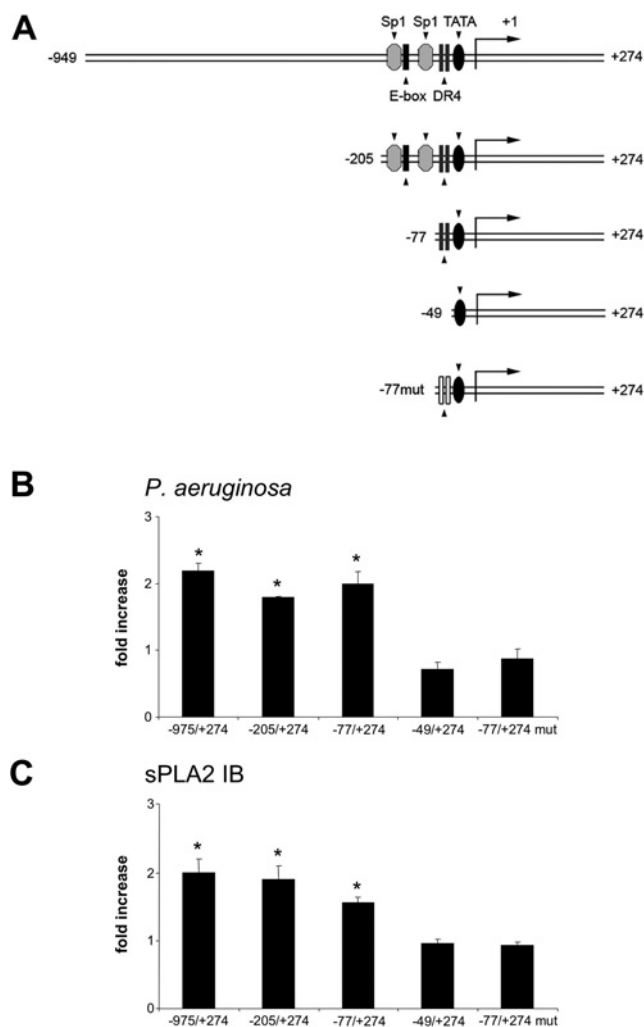 A
Sp1 Sp1 TATA +1
-949 +274
E-box DR4
-205 +274
-77 +274
-49 +274
-77mut +274
B P. aeruginosa
3
2
1
0
fold increase
* * *
-975/+274 -205/+274 -77/+274 -49/+274 -77/+274 mut
C sPLA2 IB
3
2
1
0
fold increase
* * *
-975/+274 -205/+274 -77/+274 -49/+274 -77/+274 mut